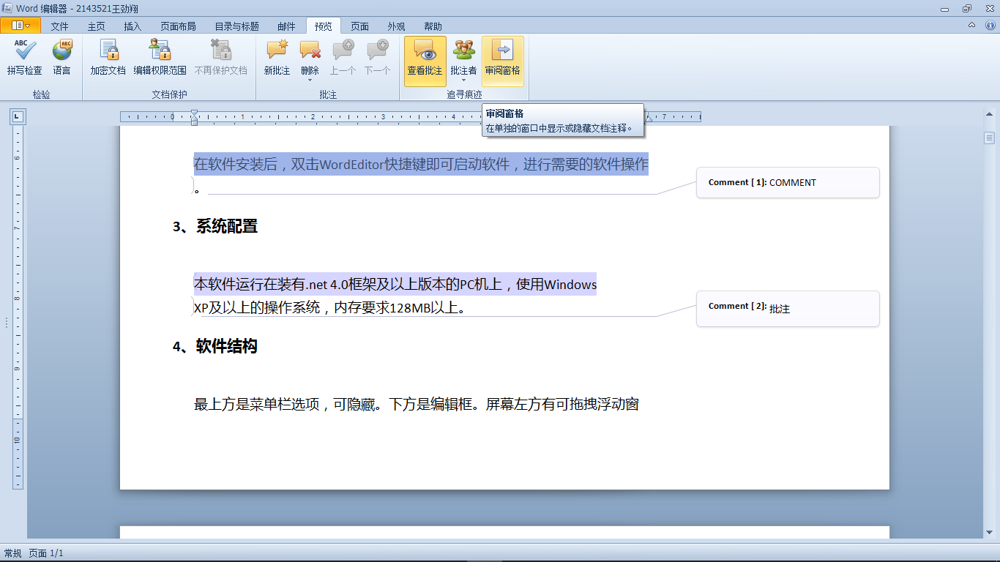 Word 编辑器 - 2143521王劲翔
文件 主页 插入 页面布局 目录与标题 邮件 预览 页面 外观 帮助
ABC ABC
拼写检查 语言 加密文档 编辑权限范围 不再保护文档 新批注 删除 上一个 下一个 查看批注 批注者 审阅窗格
检验 文档保护 批注 追寻痕迹
L 0 1 2 3 4 7
审阅窗格
在单独的窗口中显示或隐藏文档注释。
6
7
8
9
10
在软件安装后，双击WordEditor快捷键即可启动软件，进行需要的软件操作
。
Comment [ 1]: COMMENT
3、系统配置
本软件运行在装有.net 4.0框架及以上版本的PC机上，使用Windows
XP及以上的操作系统，内存要求128MB以上。
Comment [ 2]: 批注
4、软件结构
最上方是菜单栏选项，可隐藏。下方是编辑框。屏幕左方有可拖拽浮动窗
常规 页面 1/1